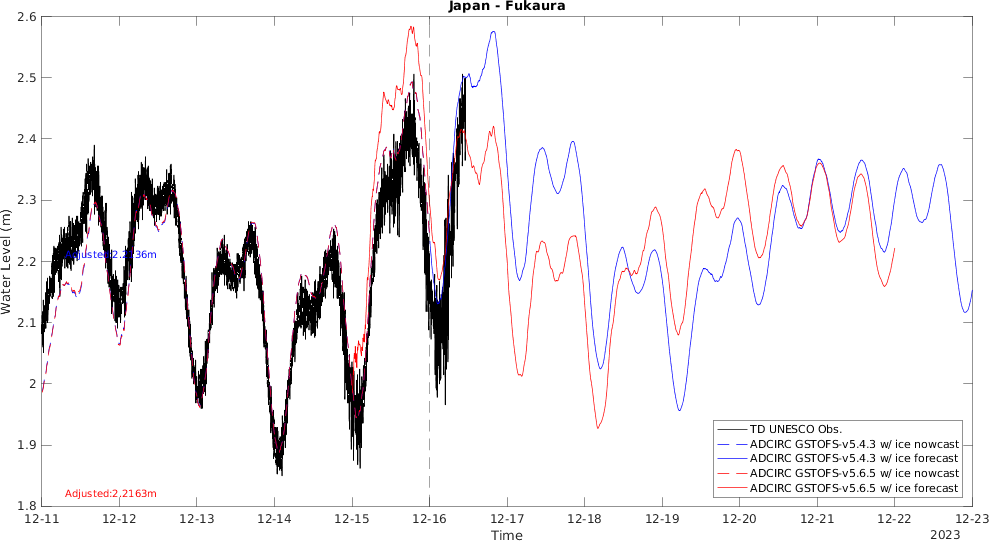 Japan - Fukaura
2.6
2.5
2.4
2.3
2.2
2.1
2
1.9
1.8
Water Level (m)
Adjusted:2.2136m
Adjusted:2.2163m
TD UNESCO Obs.
ADCIRC GSTOFS-v5.4.3 w/ ice nowcast
ADCIRC GSTOFS-v5.4.3 w/ ice forecast
ADCIRC GSTOFS-v5.6.5 w/ ice nowcast
ADCIRC GSTOFS-v5.6.5 w/ ice forecast
12-11 12-12 12-13 12-14 12-15 12-16 12-17 12-18 12-19 12-20 12-21 12-22 12-23
Time
2023